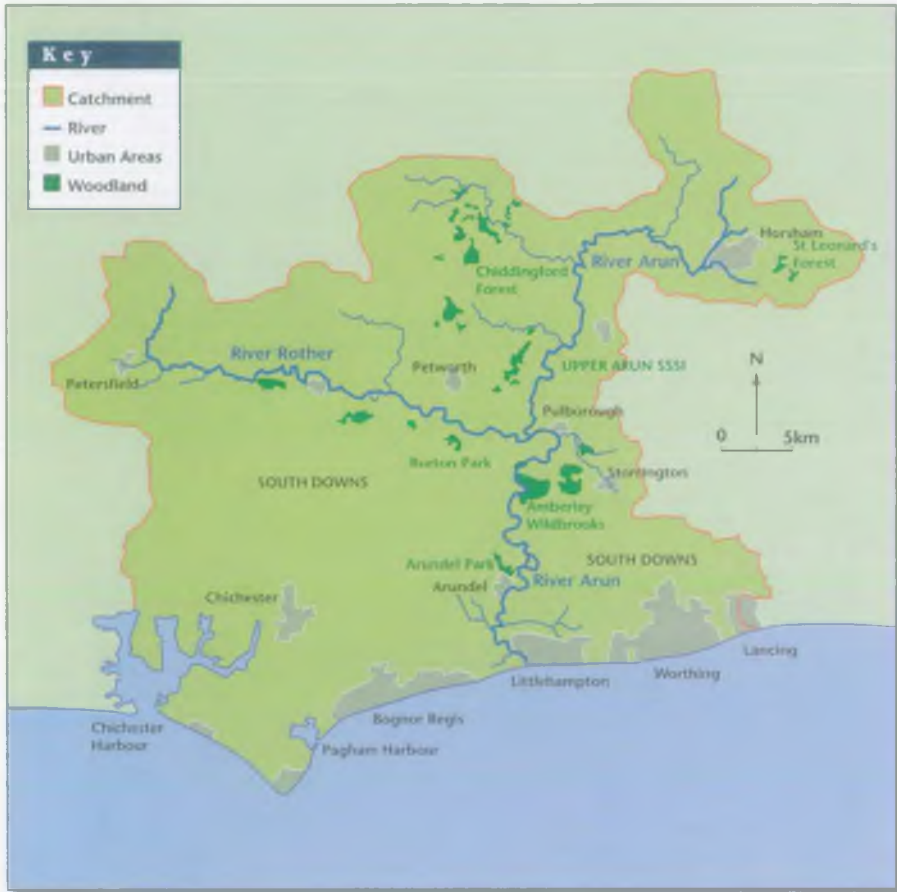 Key
Catchment
River
Urban Areas
Woodland
Horsham
St Leonard's
Forest
River Arun
Chiddingfold
Forest
River Rother
Petworth
UPPER ARUN SSSI
Petersfield
N
Pulborough
0 5km
Burton Park
Storrington
SOUTH DOWNS
Amberley
Wildbrooks
SOUTH DOWNS
Arundel Park
River Arun
Arundel
Chichester
Lancing
Worthing
Littlehampton
Bognor Regis
Chichester
Harbour
Pagham Harbour